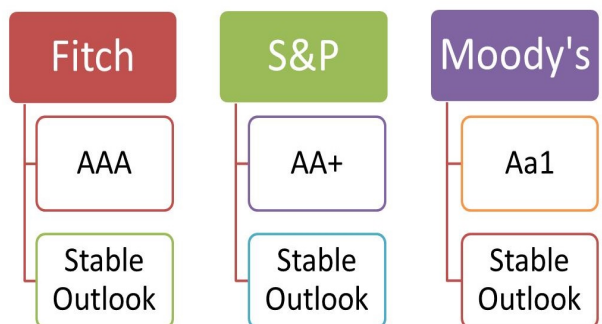 Fitch
AAA
Stable
Outlook
S&P
AA+
Stable
Outlook
Moody's
Aa1
Stable
Outlook